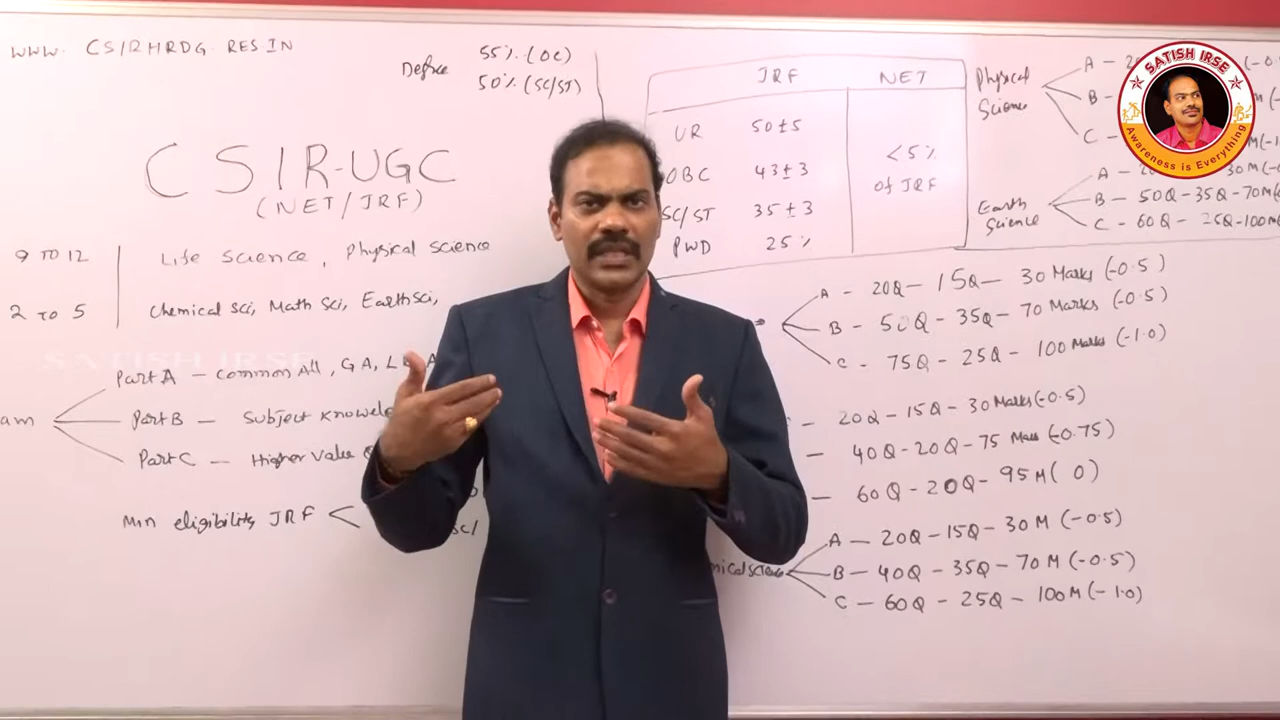 WWW. CSIRHRDG. RES IN
Degree 55%. (OC)
50%. (SC/ST)
CSIR-UGC
(NET/JRF)
9 TO 12 Life Science, Physical Science
2 TO 5 Chemical Sci, Math Sci, Earth Sci,
SATISH IRSE
Part A - Common All, GA,
Part B - Subject
Part C - Higher Value
Min eligibility JRF
JRF NET
UR 50±5
OBC 43±3
SC/ST 35±3
PWD 25%
<5%
of JRF
Physical
Science
A -
B -
C -
Earth
Science
A -
B - 50Q-35Q-70M
C - 60Q- 25Q-100M
A - 20Q- 15Q- 30 Marks (-0.5)
B - 50Q-35Q- 70 Marks (-0.5)
C - 75Q- 25Q - 100 Marks (-1.0)
- 20Q-15Q-30 Marks (-0.5)
- 40Q-20Q-75 (-0.75)
- 60Q-20Q-95M( 0)
A - 20Q-15Q-30 M (-0.5)
B - 40Q-35Q-70M (-0.5)
C - 60Q - 25Q - 100M (-1.0)
SATISH IRSE
Awareness is Everything